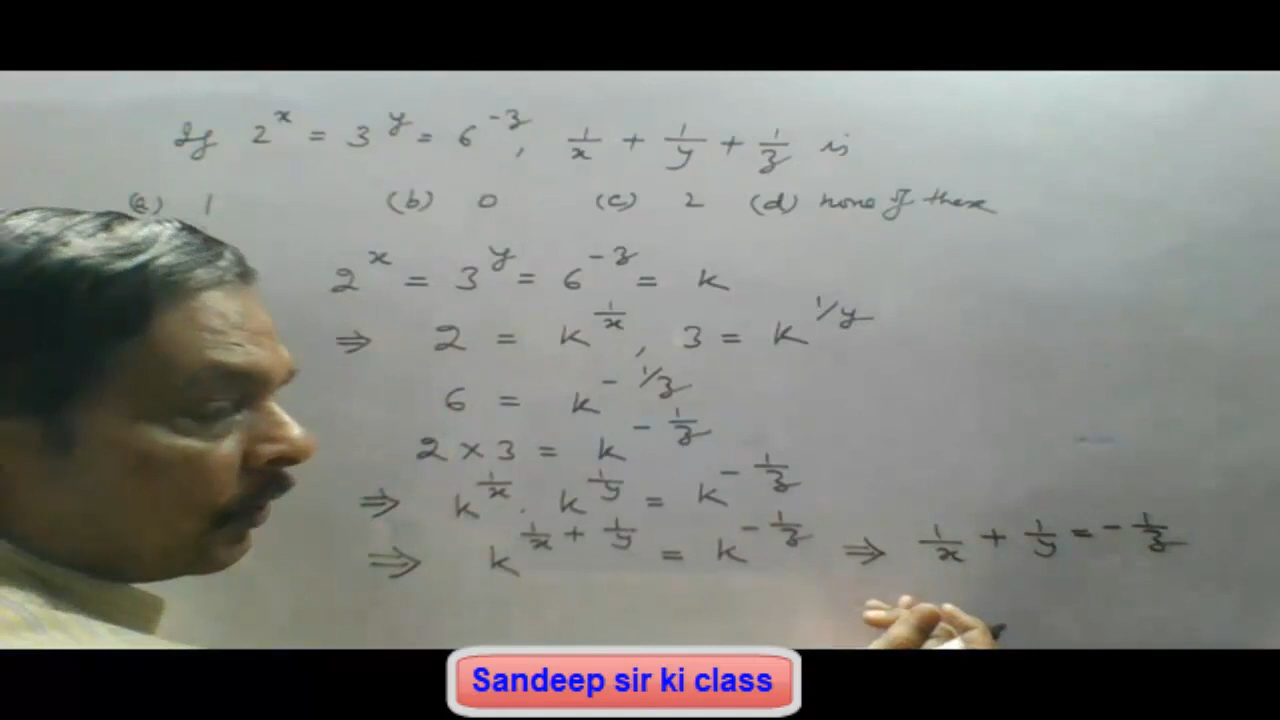 If 2^x = 3^y = 6^-z, 1/x + 1/y + 1/z is
(a) 1 (b) 0 (c) 2 (d) none of these
2^x = 3^y = 6^-z = k
⇒ 2 = k^1/x, 3 = k^1/y
6 = k^-1/z
2 × 3 = k^-1/z
⇒ k^1/x . k^1/y = k^-1/z
⇒ k^1/x + 1/y = k^-1/z ⇒ 1/x + 1/y = -1/z
Sandeep sir ki class